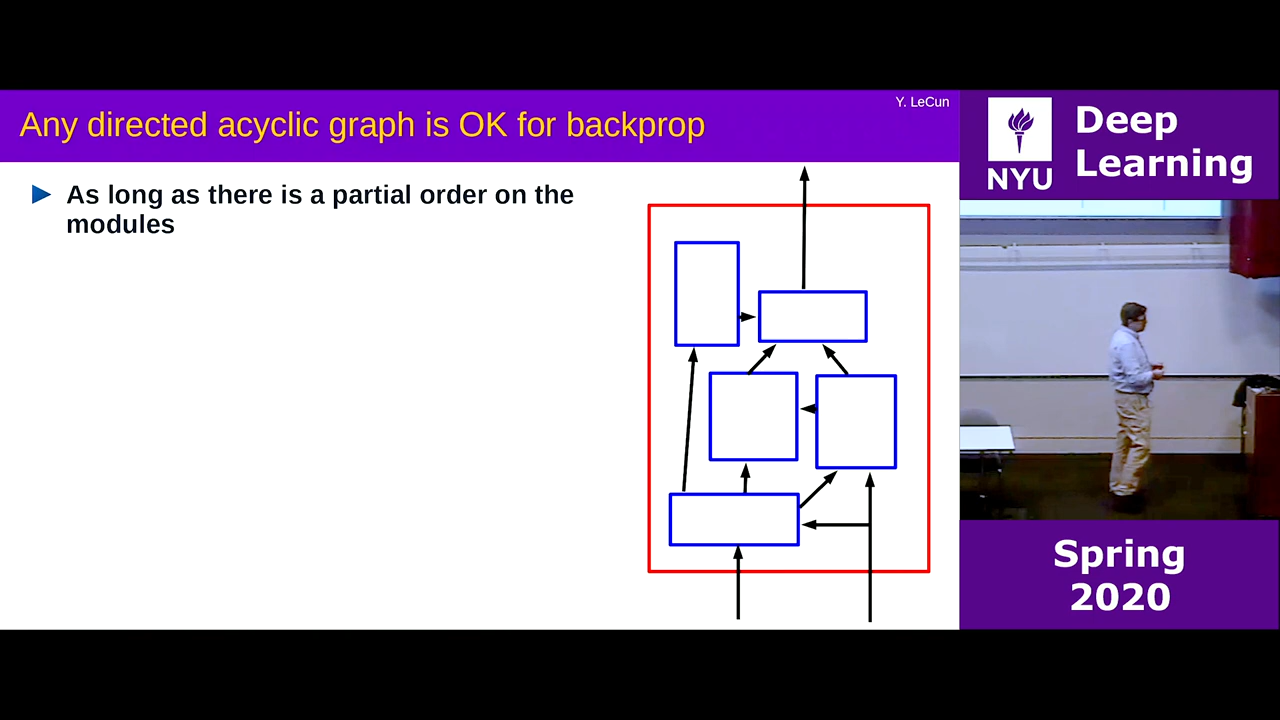 Y. LeCun
Any directed acyclic graph is OK for backprop
As long as there is a partial order on the
modules
NYU
Deep
Learning
Spring
2020